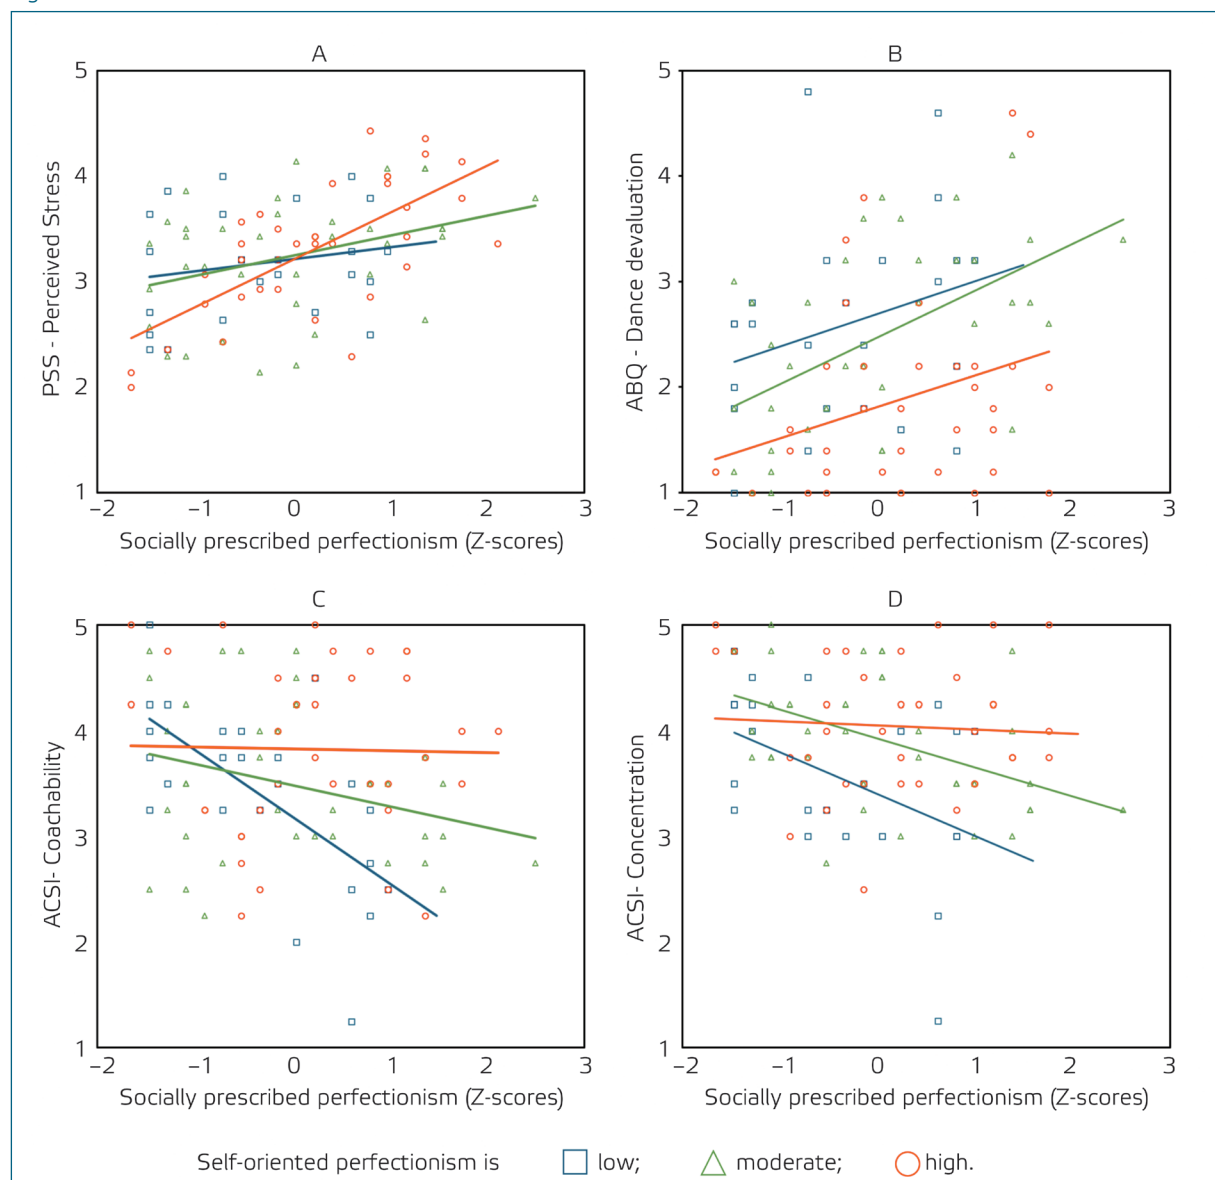 A
5
4
3
2
1
−2 −1 0 1 2 3
PSS - Perceived Stress
Socially prescribed perfectionism (Z-scores)
B
5
4
3
2
1
−2 −1 0 1 2 3
ABQ - Dance devaluation
Socially prescribed perfectionism (Z-scores)
C
5
4
3
2
1
−2 −1 0 1 2 3
ACSI- Coachability
Socially prescribed perfectionism (Z-scores)
D
5
4
3
2
1
−2 −1 0 1 2 3
ACSI- Concentration
Socially prescribed perfectionism (Z-scores)
Self-oriented perfectionism is low; moderate; high.